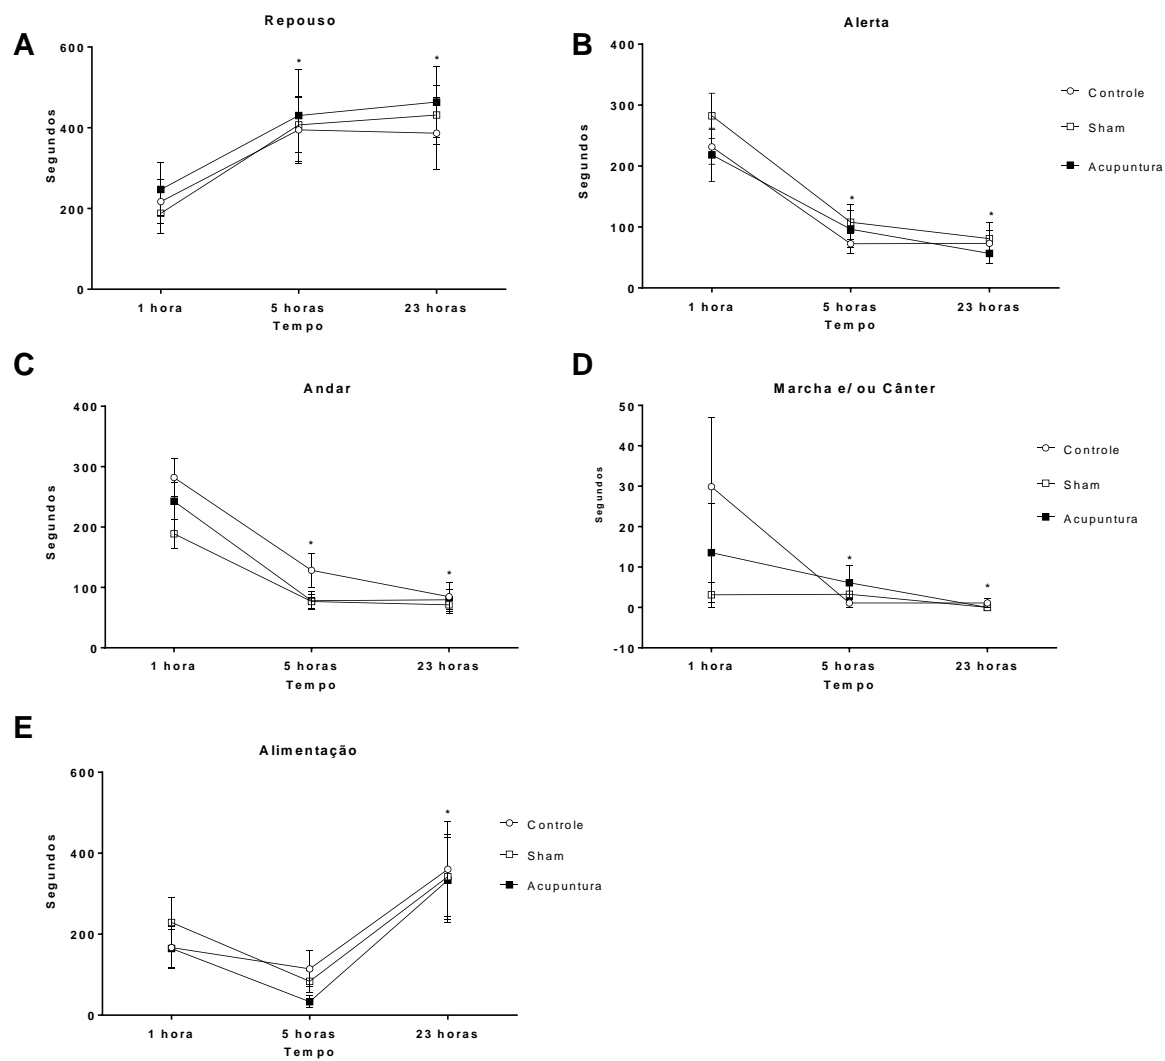 A
Repouso
600
400
200
0
Segundos
*
*
1 hora
5 horas
23 horas
Tempo
B
Alerta
400
300
200
100
0
Segundos
*
*
1 hora
5 horas
23 horas
Tempo
Controle
Sham
Acupuntura
C
Andar
400
300
200
100
0
Segundos
*
*
1 hora
5 horas
23 horas
Tempo
D
Marcha e/ ou Cânter
50
40
30
20
10
0
-10
Segundos
*
*
1 hora
5 horas
23 horas
Tempo
Controle
Sham
Acupuntura
E
Alimentação
600
400
200
0
Segundos
*
1 hora
5 horas
23 horas
Tempo
Controle
Sham
Acupuntura